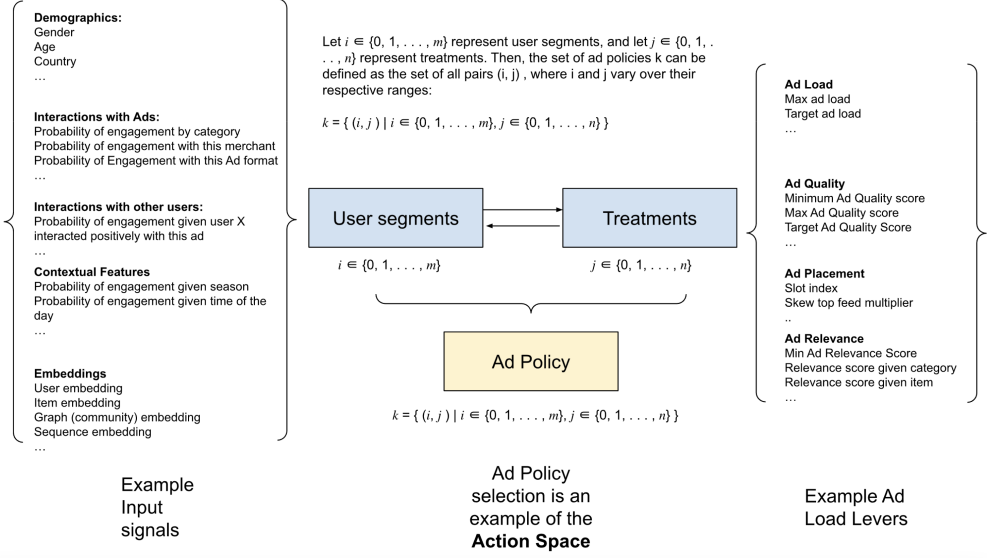 Demographics:
Gender
Age
Country
…
Interactions with Ads:
Probability of engagement by category
Probability of engagement with this merchant
Probability of Engagement with this Ad format
…
Interactions with other users:
Probability of engagement given user X
interacted positively with this ad
…
Contextual Features
Probability of engagement given season
Probability of engagement given time of the
day
…
Embeddings
User embedding
Item embedding
Graph (community) embedding
Sequence embedding
…
Example
Input
signals
Let i ∈ {0, 1, . . . , m} represent user segments, and let j ∈ {0, 1, .
. . , n} represent treatments. Then, the set of ad policies k can be
defined as the set of all pairs (i, j) , where i and j vary over their
respective ranges:
k = { (i, j ) | i ∈ {0, 1, . . . , m}, j ∈ {0, 1, . . . , n} }
User segments
Treatments
i ∈ {0, 1, . . . , m}
j ∈ {0, 1, . . . , n}
Ad Policy
k = { (i, j ) | i ∈ {0, 1, . . . , m}, j ∈ {0, 1, . . . , n} }
Ad Policy
selection is an
example of the
Action Space
Ad Load
Max ad load
Target ad load
…
Ad Quality
Minimum Ad Quality score
Max Ad Quality score
Target Ad Quality Score
…
Ad Placement
Slot index
Skew top feed multiplier
..
Ad Relevance
Min Ad Relevance Score
Relevance score given category
Relevance score given item
…
Example Ad
Load Levers